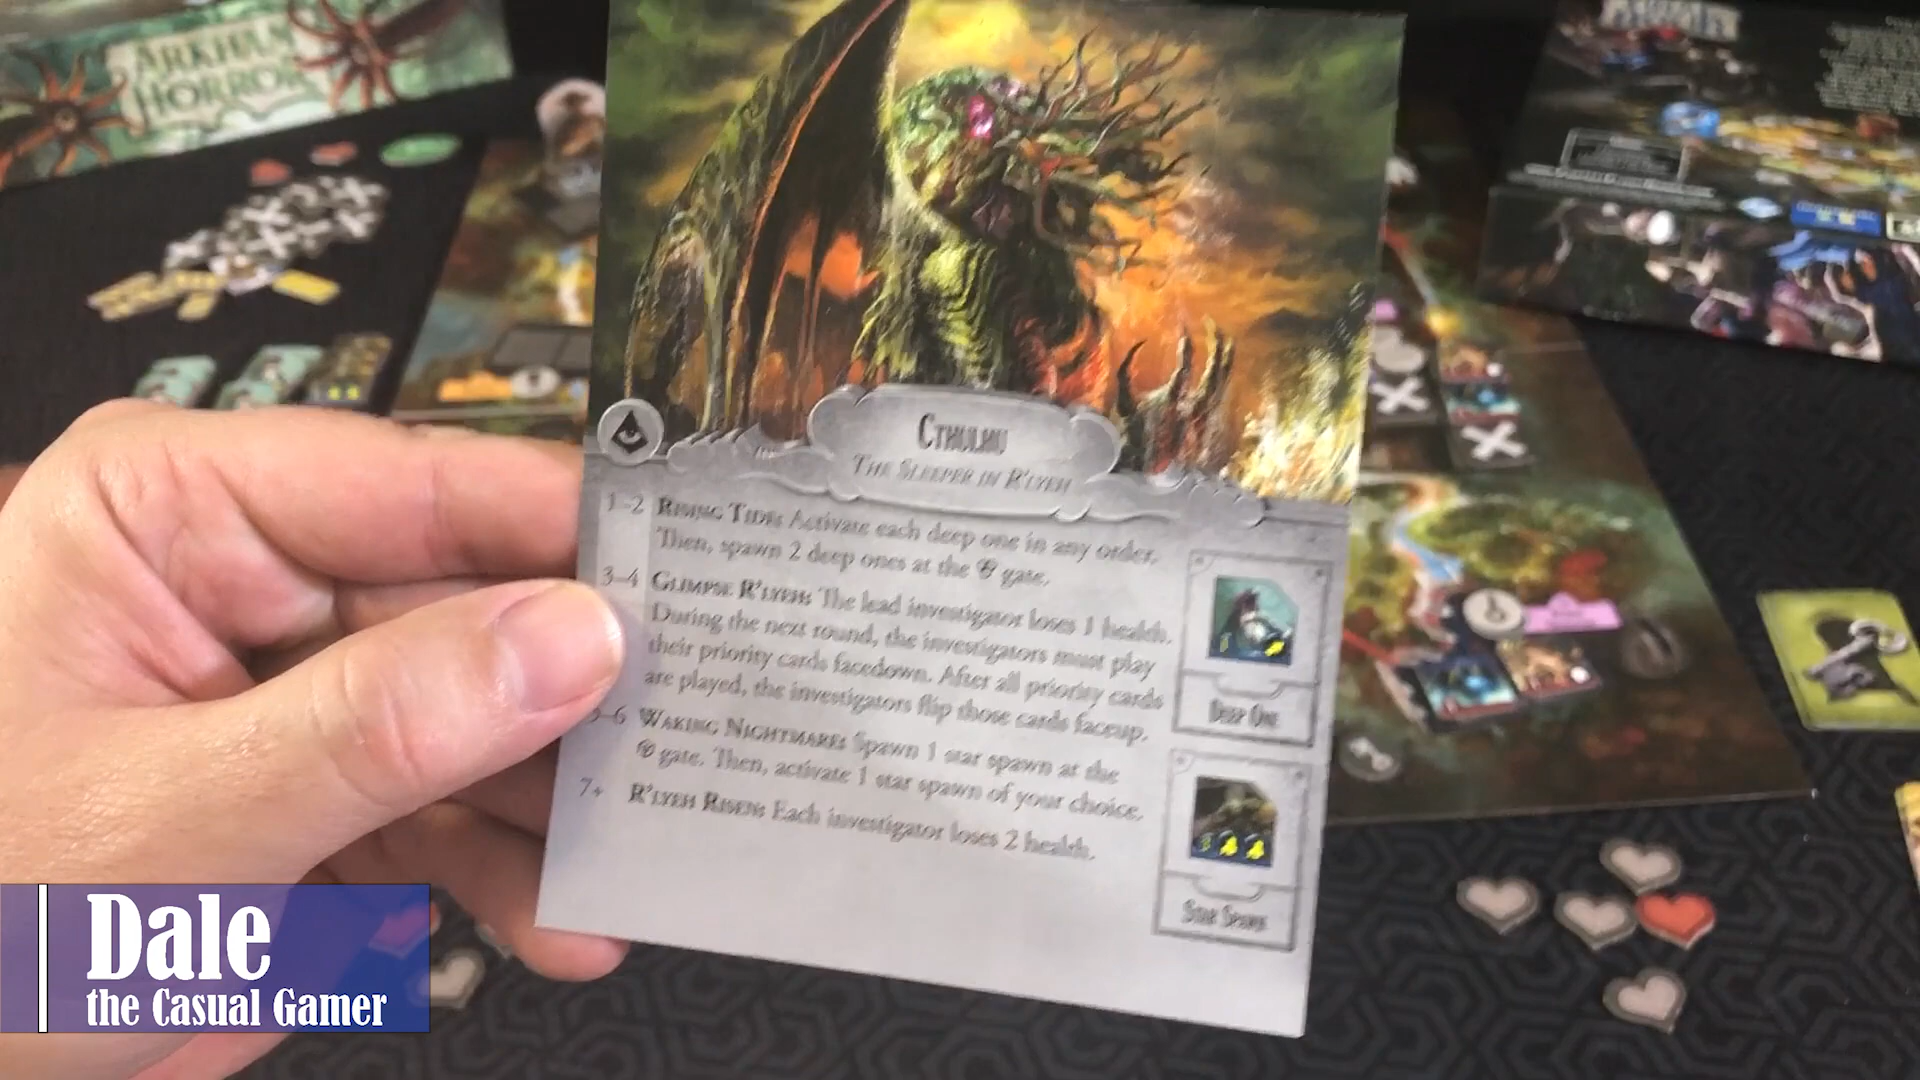 ARKHAM
HORROR
CTHULHU
THE SLEEPER IN R'LYEH
1–2 RISING TIDE: Activate each deep one in any order.
Then, spawn 2 deep ones at the gate.
3–4 GLIMPSE R'LYEH: The lead investigator loses 1 health.
During the next round, the investigators must play
their priority cards facedown. After all priority cards
are played, the investigators flip those cards faceup.
5–6 WAKING NIGHTMARE: Spawn 1 star spawn at the
gate. Then, activate 1 star spawn of your choice.
7+ R'LYEH RISEN: Each investigator loses 2 health.
DEEP ONE
STAR SPAWN
Dale
the Casual Gamer